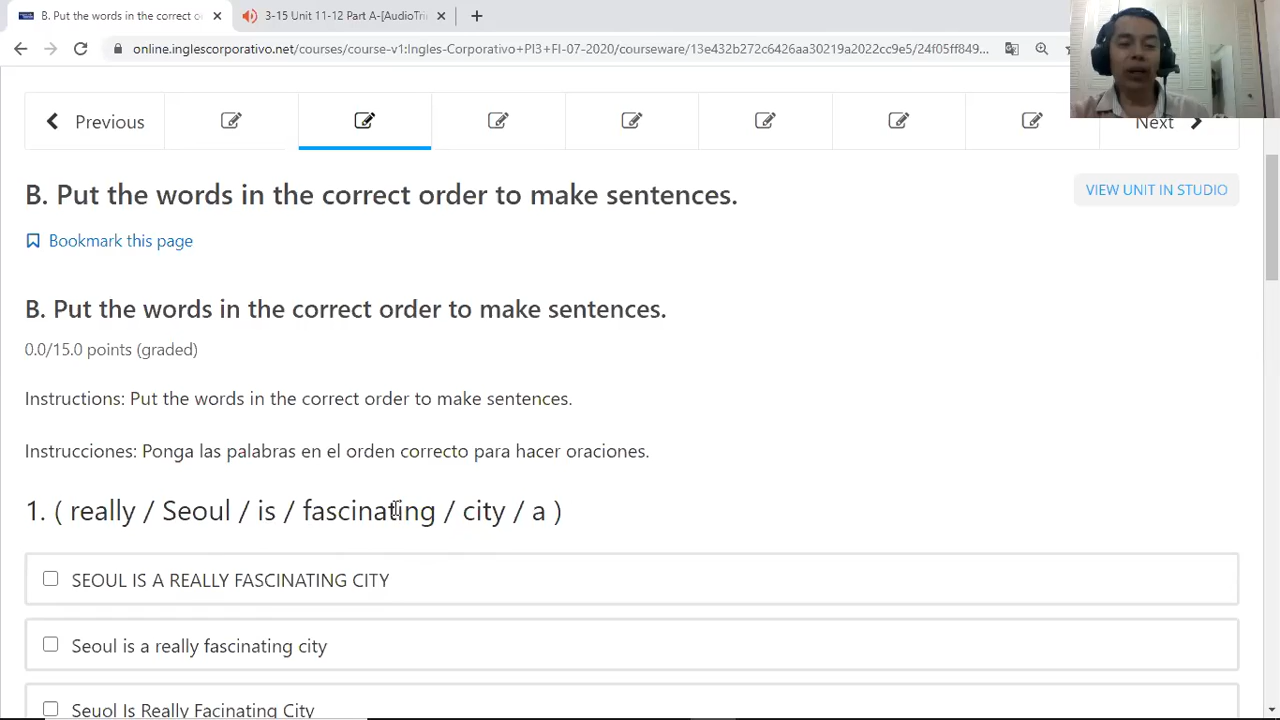 B. Put the words in the correct o
3-15 Unit 11-12 Part A-[AudioTri
online.inglescorporativo.net/courses/course-v1:Ingles-Corporativo+PI3+FI-07-2020/courseware/13e432b272c6426aa30219a2022cc9e5/24f05ff849...
Previous
Next
B. Put the words in the correct order to make sentences.
VIEW UNIT IN STUDIO
Bookmark this page
B. Put the words in the correct order to make sentences.
0.0/15.0 points (graded)
Instructions: Put the words in the correct order to make sentences.
Instrucciones: Ponga las palabras en el orden correcto para hacer oraciones.
1. ( really / Seoul / is / fascinating / city / a )
SEOUL IS A REALLY FASCINATING CITY
Seoul is a really fascinating city
Seuol Is Really Facinating City